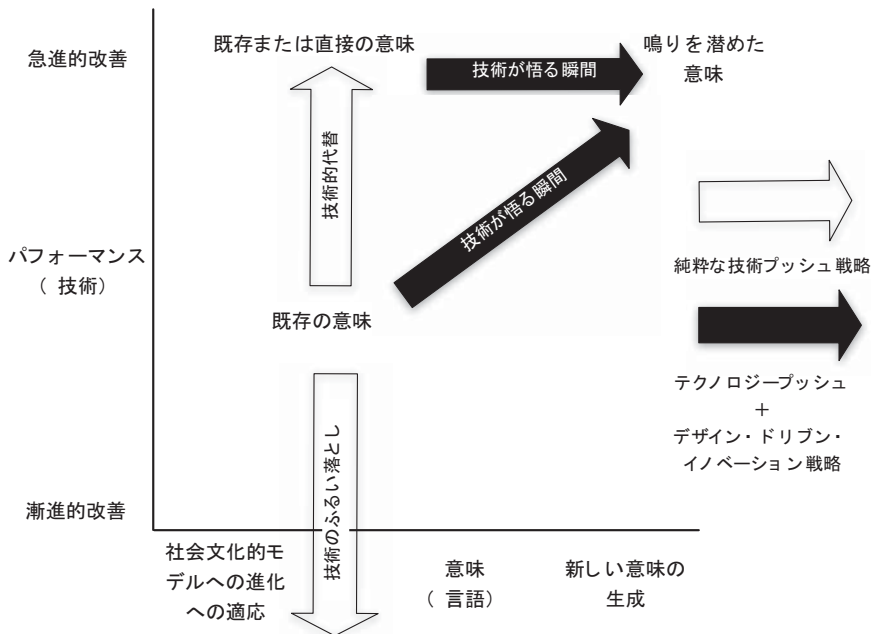 急進的改善
既存または直接の意味
技術が悟る瞬間
鳴りを潜めた
意味
技術的代替
技術が悟る瞬間
純粋な技術プッシュ戦略
パフォーマンス
（ 技術）
既存の意味
テクノロジープッシュ
+
デザイン・ドリブン・
イノベーション戦略
技術のふるい落とし
漸進的改善
社会文化的モ
デルへの進化
への適応
意味
（ 言語）
新しい意味の
生成